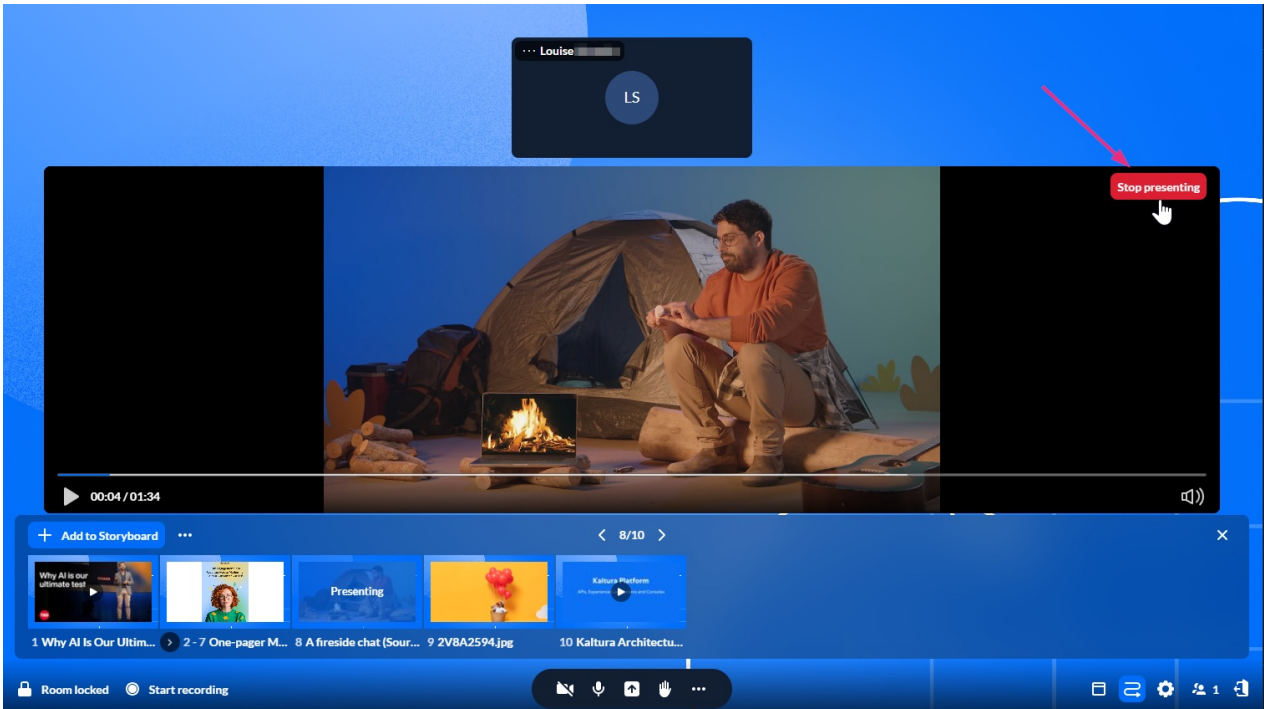 ··· Louise
LS
Stop presenting
00:04 / 01:34
+ Add to Storyboard ···
8/10
Why AI is our
ultimate test
Presenting
Kaltura Platform
1 Why AI Is Our Ultim...
2 - 7 One-pager M...
8 A fireside chat (Sour...
9 2V8A2594.jpg
10 Kaltura Architectu...
Room locked
Start recording
1